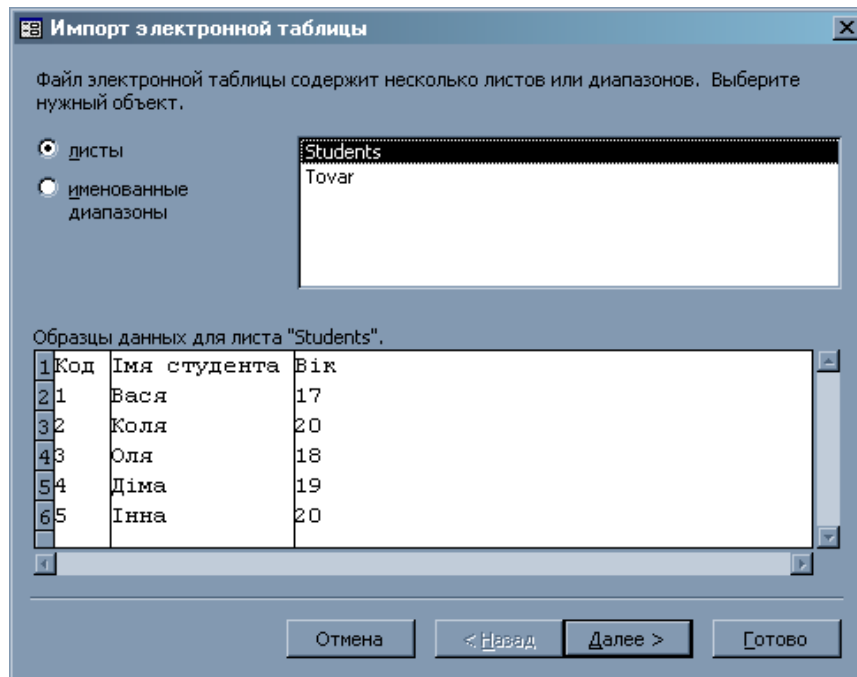 Импорт электронной таблицы
Файл электронной таблицы содержит несколько листов или диапазонов. Выберите
нужный объект.
листы
именованные
диапазоны
Students
Tovar
Образцы данных для листа "Students".
1 Код Імя студента Вік
2 1 Вася 17
3 2 Коля 20
4 3 Оля 18
5 4 Діма 19
6 5 Інна 20
Отмена < Назад Далее > Готово